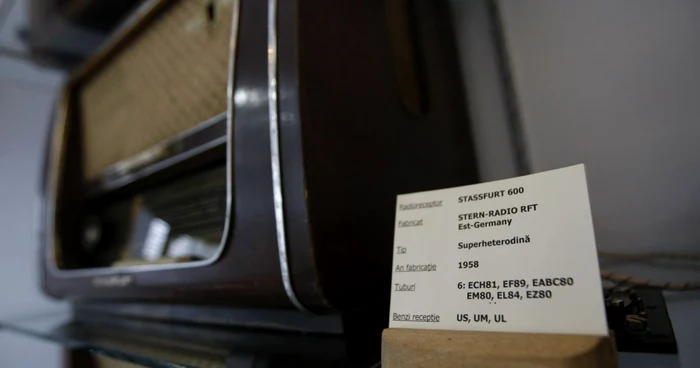 Radioreceptor STASSFURT 600
Fabricat STERN-RADIO RFT
Est-Germany
Tip Superheterodină
An fabricație 1958
Tuburi 6: ECH81, EF89, EABC80
EM80, EL84, EZ80
Benzi recepție US, UM, UL